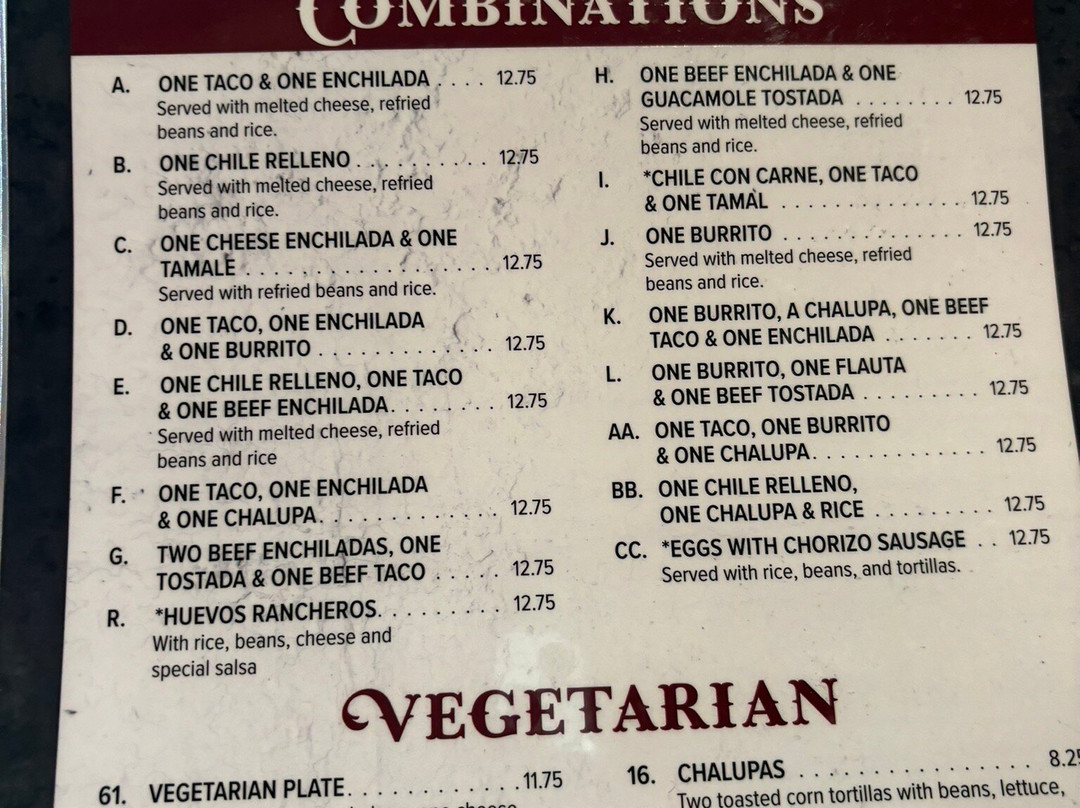 COMBINATIONS
A. ONE TACO & ONE ENCHILADA . . . . 12.75
Served with melted cheese, refried
beans and rice.
B. ONE CHILE RELLENO . . . . . . . . . . 12.75
Served with melted cheese, refried
beans and rice.
C. ONE CHEESE ENCHILADA & ONE
TAMALE . . . . . . . . . . . . . . . . . . . . 12.75
Served with refried beans and rice.
D. ONE TACO, ONE ENCHILADA
& ONE BURRITO . . . . . . . . . . . . . 12.75
E. ONE CHILE RELLENO, ONE TACO
& ONE BEEF ENCHILADA. . . . . . . . 12.75
Served with melted cheese, refried
beans and rice
F. ONE TACO, ONE ENCHILADA
& ONE CHALUPA. . . . . . . . . . . . . 12.75
G. TWO BEEF ENCHILADAS, ONE
TOSTADA & ONE BEEF TACO . . . . . 12.75
R. *HUEVOS RANCHEROS. . . . . . . . . 12.75
With rice, beans, cheese and
special salsa
H. ONE BEEF ENCHILADA & ONE
GUACAMOLE TOSTADA . . . . . . . . 12.75
Served with melted cheese, refried
beans and rice.
I. *CHILE CON CARNE, ONE TACO
& ONE TAMAL . . . . . . . . . . . . . . . 12.75
J. ONE BURRITO . . . . . . . . . . . . . . 12.75
Served with melted cheese, refried
beans and rice.
K. ONE BURRITO, A CHALUPA, ONE BEEF
TACO & ONE ENCHILADA . . . . . . . 12.75
L. ONE BURRITO, ONE FLAUTA
& ONE BEEF TOSTADA . . . . . . . . . 12.75
AA. ONE TACO, ONE BURRITO
& ONE CHALUPA. . . . . . . . . . . . . 12.75
BB. ONE CHILE RELLENO,
ONE CHALUPA & RICE . . . . . . . . . 12.75
CC. *EGGS WITH CHORIZO SAUSAGE . . 12.75
Served with rice, beans, and tortillas.
VEGETARIAN
61. VEGETARIAN PLATE. . . . . . . . . . . 11.75
cheese
16. CHALUPAS . . . . . . . . . . . . . . . . 8.25
Two toasted corn tortillas with beans, lettuce,